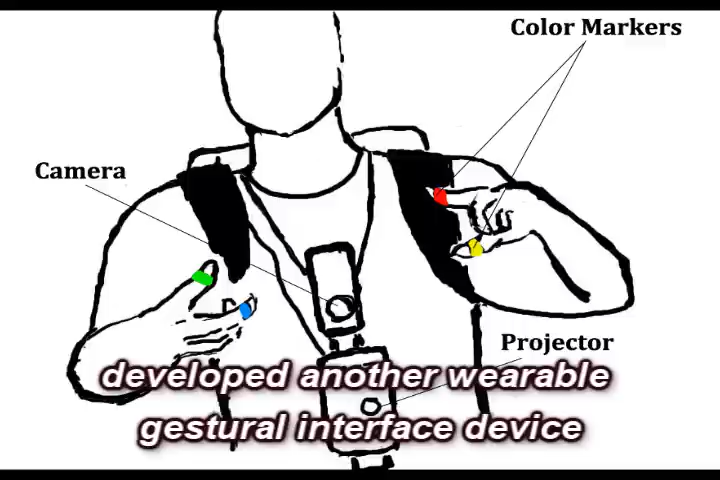 Color Markers
Camera
Projector
developed another wearable
gestural interface device